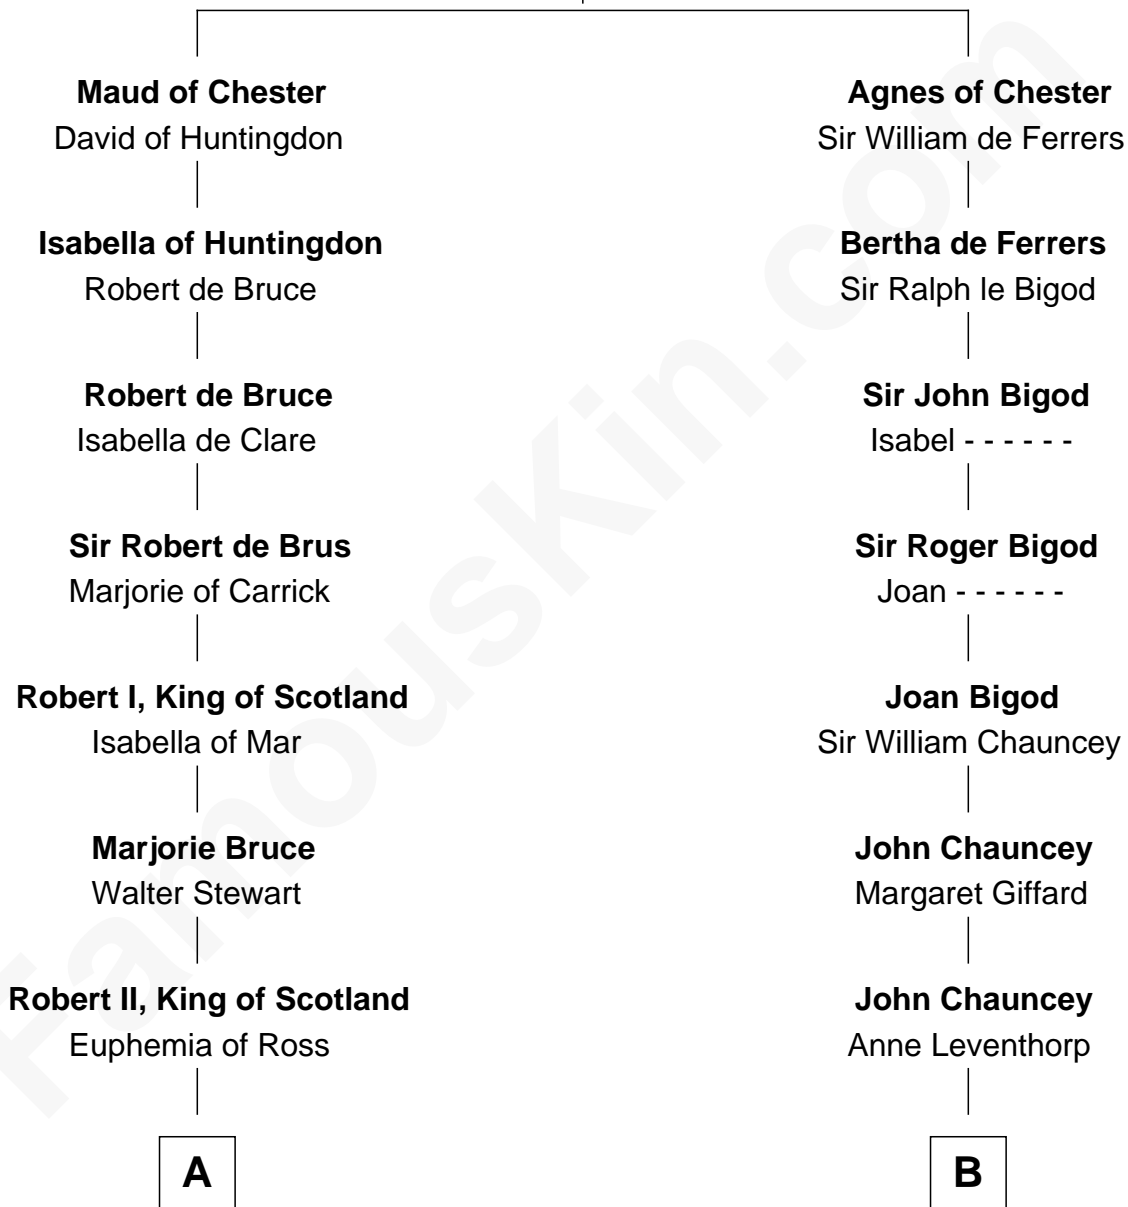 Maud of Chester
David of Huntingdon
Isabella of Huntingdon
Robert de Bruce
Robert de Bruce
Isabella de Clare
Sir Robert de Brus
Marjorie of Carrick
Robert I, King of Scotland
Isabella of Mar
Marjorie Bruce
Walter Stewart
Robert II, King of Scotland
Euphemia of Ross
A
Agnes of Chester
Sir William de Ferrers
Bertha de Ferrers
Sir Ralph le Bigod
Sir John Bigod
Isabel - - - - - -
Sir Roger Bigod
Joan - - - - - -
Joan Bigod
Sir William Chauncey
John Chauncey
Margaret Giffard
John Chauncey
Anne Leventhorp
B
FamousKin.com